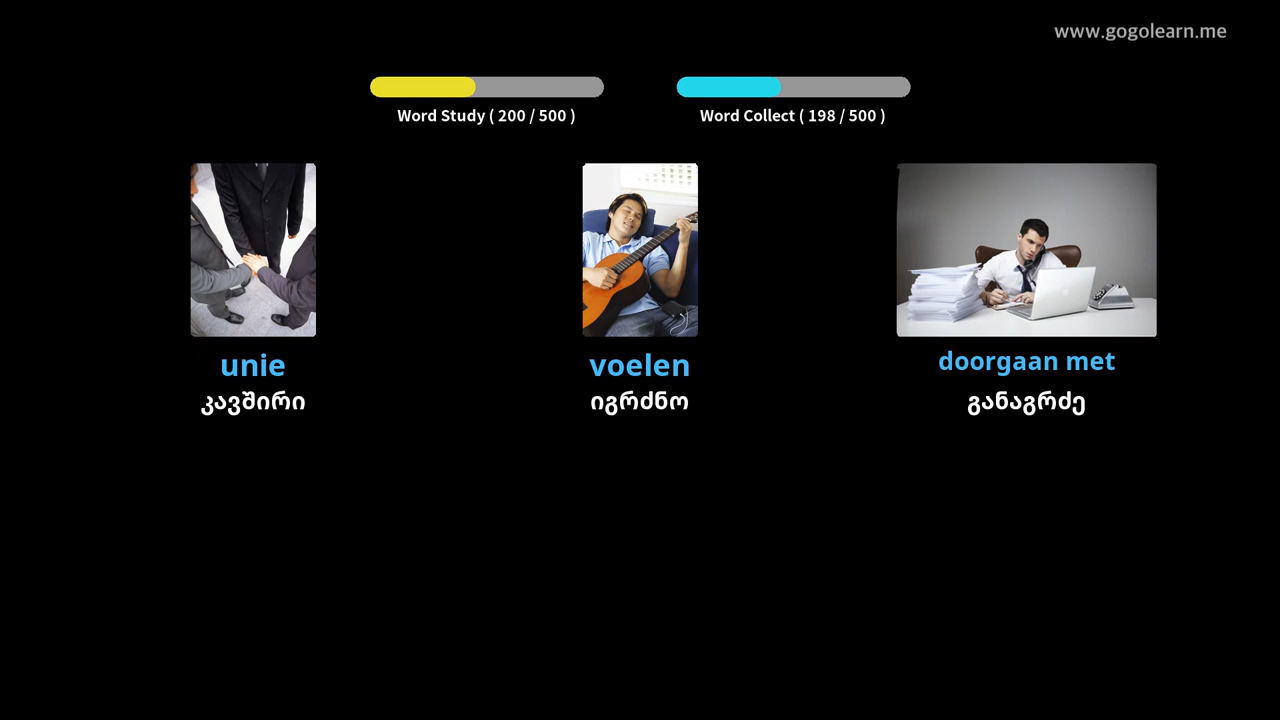 www.gogolearn.me
Word Study ( 200 / 500 )
Word Collect ( 198 / 500 )
unie
voelen
doorgaan met
კავშირი
იგრძნო
განაგრძე